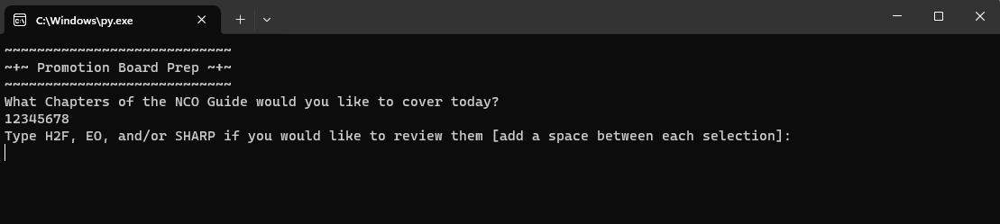 C:\Windows\py.exe
~~~~~~~~~~~~~~~~~~~~~~~~~~~~
~+~ Promotion Board Prep ~+~
~~~~~~~~~~~~~~~~~~~~~~~~~~~~
What Chapters of the NCO Guide would you like to cover today?
12345678
Type H2F, EO, and/or SHARP if you would like to review them [add a space between each selection]: